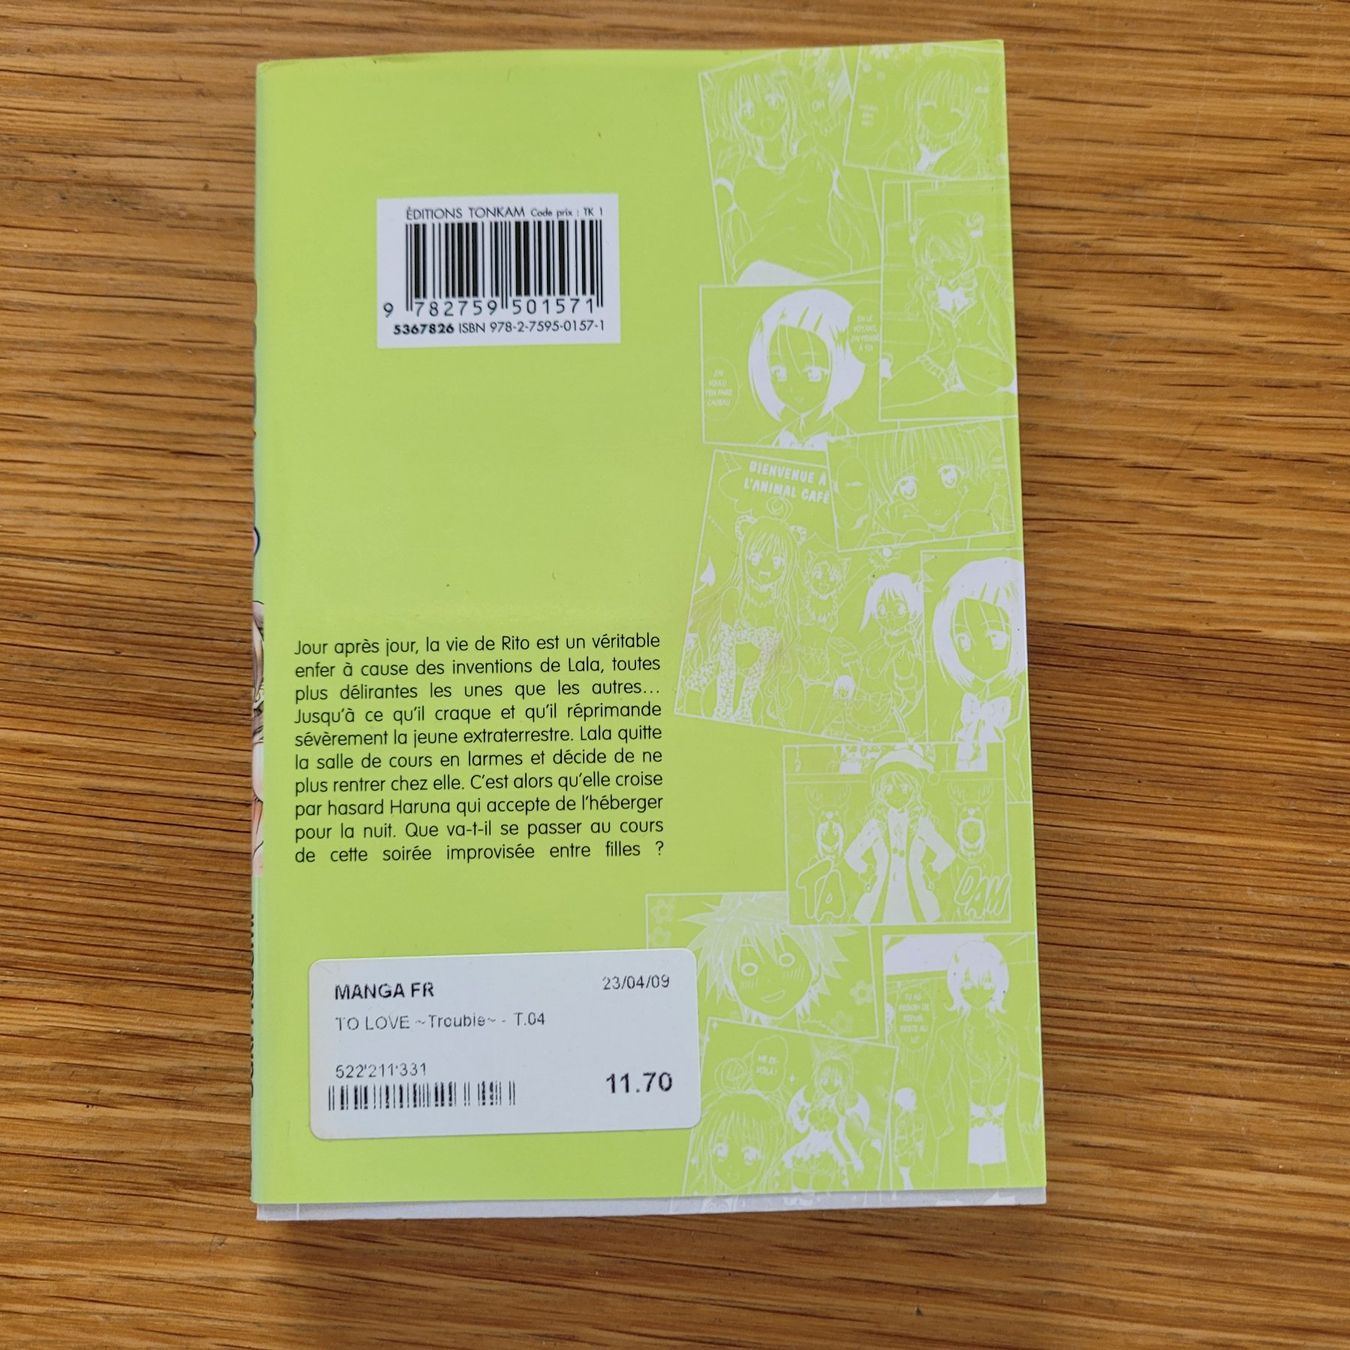 ÉDITIONS TONKAM Code prix : TK 1
9 782759 501571
5367826 ISBN 978-2-7595-0157-1
BIENVENUE À
L'ANIMAL CAFÉ
Jour après jour, la vie de Rito est un véritable
enfer à cause des inventions de Lala, toutes
plus délirantes les unes que les autres...
Jusqu'à ce qu'il craque et qu'il réprimande
sévèrement la jeune extraterrestre. Lala quitte
la salle de cours en larmes et décide de ne
plus rentrer chez elle. C'est alors qu'elle croise
par hasard Haruna qui accepte de l'héberger
pour la nuit. Que va-t-il se passer au cours
de cette soirée improvisée entre filles ?
TA
DAM
MANGA FR
23/04/09
TO LOVE ~Trouble~ - T.04
522'211'331
11.70